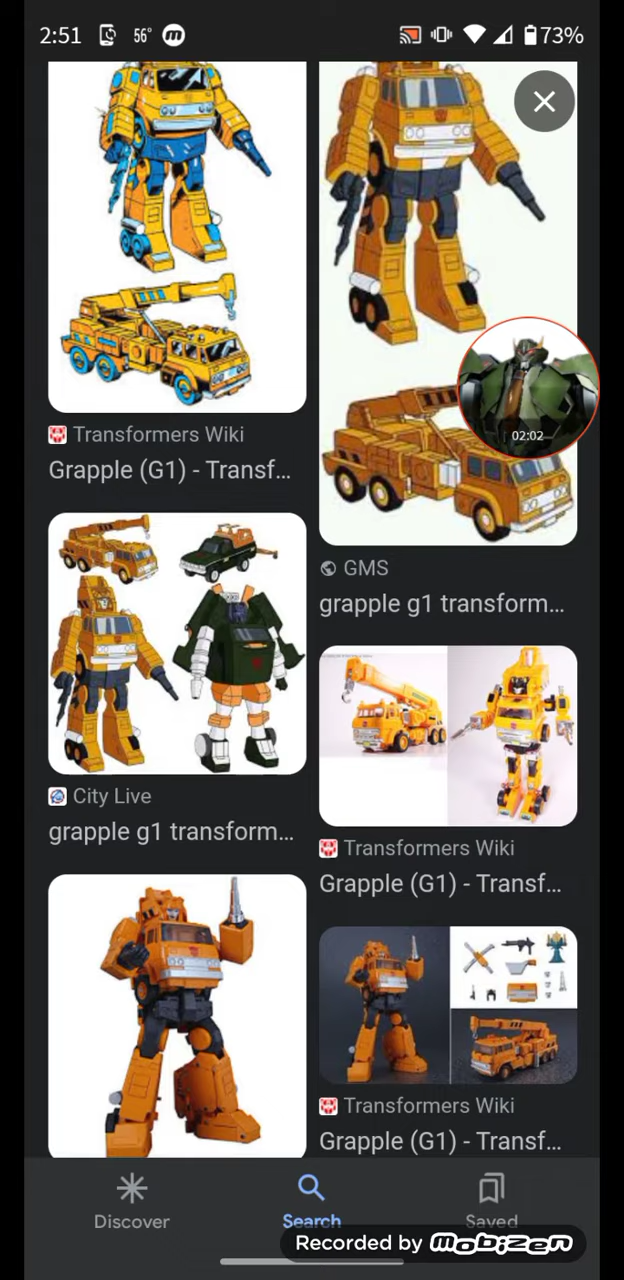 2:51
56°
73%
Transformers Wiki
Grapple (G1) - Transf...
GMS
grapple g1 transform...
02:02
City Live
grapple g1 transform...
Transformers Wiki
Grapple (G1) - Transf...
Transformers Wiki
Grapple (G1) - Transf...
Discover
Search
Saved
Recorded by Mobizen